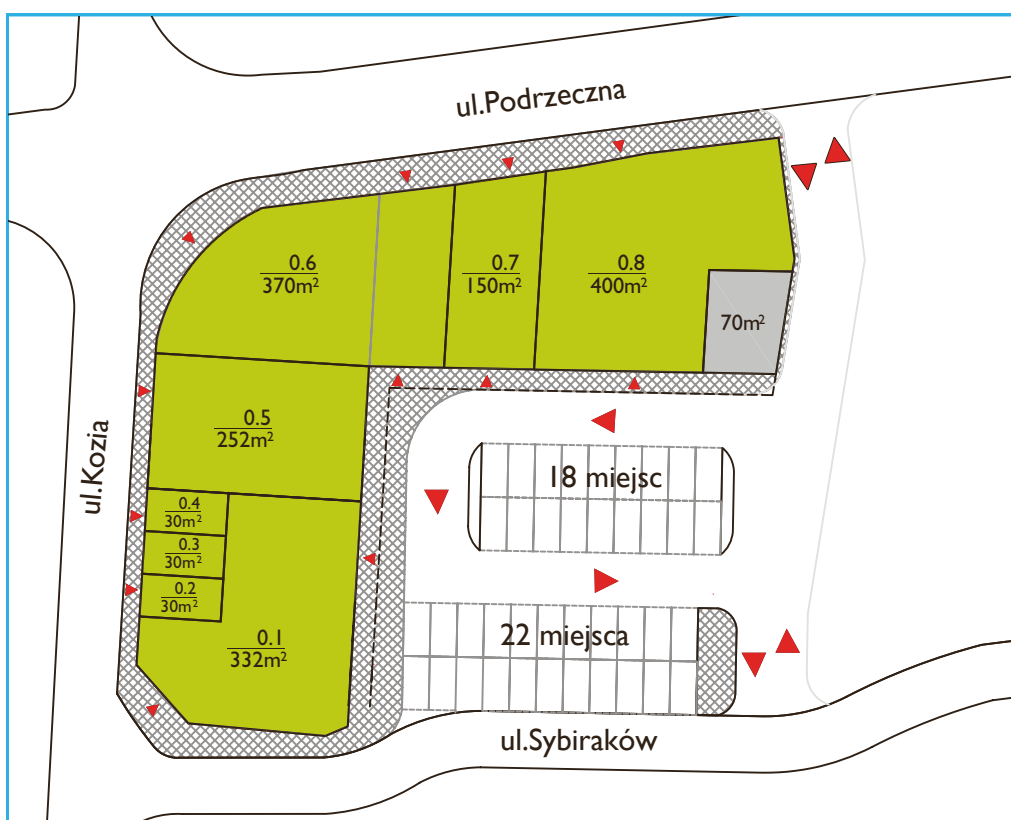 ul.Podrzeczna
0.6
370m²
0.7
150m²
0.8
400m²
70m²
0.5
252m²
ul.Kozia
18 miejsc
0.4
30m²
0.3
30m²
0.2
30m²
0.1
332m²
22 miejsca
ul.Sybiraków